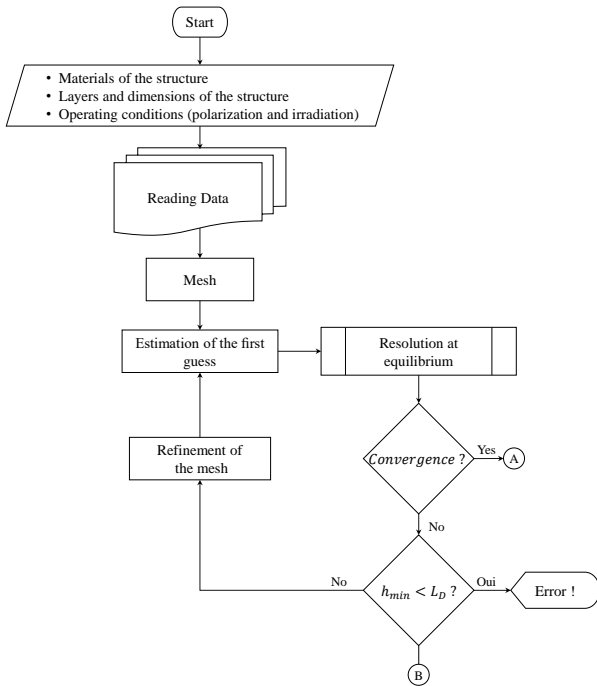 Start
• Materials of the structure
• Layers and dimensions of the structure
• Operating conditions (polarization and irradiation)
Reading Data
Mesh
Estimation of the first
guess
Resolution at
equilibrium
Refinement of
the mesh
Convergence ?
Yes
A
No
No
h_min < L_D ?
Oui
Error !
B